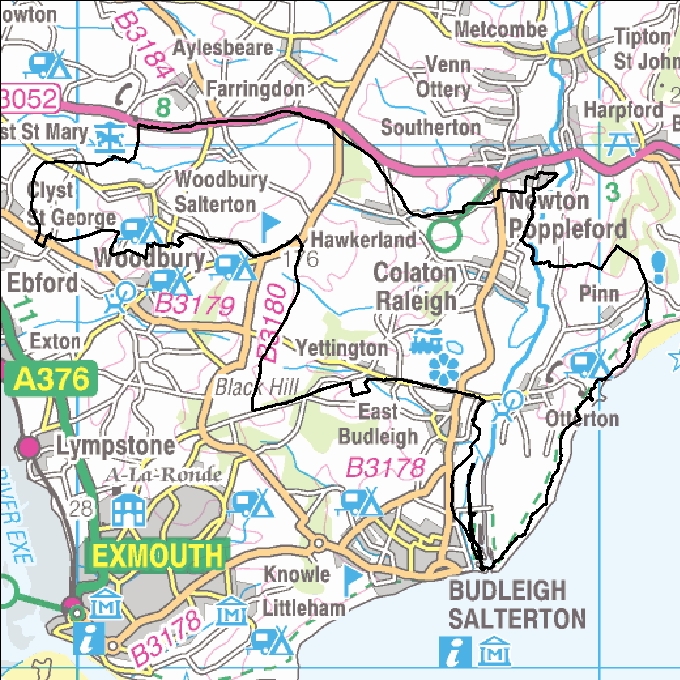 owton
B3184
Aylesbeare
Metcombe
Tipton
St John
Venn
Ottery
Farringdon
3052
8
Harpford
Southerton
st St Mary
B
Woodbury
Salterton
Clyst
St George
3
Newton
Poppleford
Hawkerland
Woodbury
176
Colaton
Raleigh
Ebford
B3179
B3180
Pinn
11
Exton
Yettington
A376
Black Hill
East
Budleigh
Otterton
Lympstone
B3178
A-La-Ronde
28
RIVER EXE
EXMOUTH
Knowle
Littleham
BUDLEIGH
SALTERTON
B3178